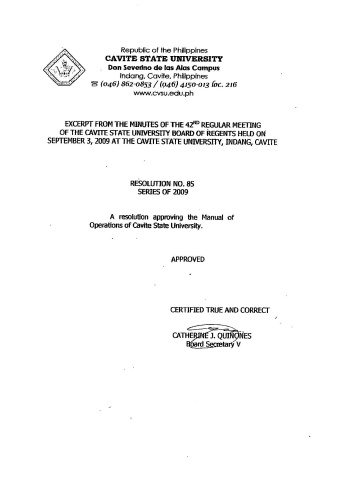 Republic of the Philippines
CAVITE STATE UNIVERSITY
Don Severino de las Alas Campus
Indang, Cavite, Philippines
☎ (046) 862-0853 / (046) 4150-013 loc. 216
www.cvsu.edu.ph
EXCERPT FROM THE MINUTES OF THE 42ND REGULAR MEETING
OF THE CAVITE STATE UNIVERSITY BOARD OF REGENTS HELD ON
SEPTEMBER 3, 2009 AT THE CAVITE STATE UNIVERSITY, INDANG, CAVITE
RESOLUTION NO. 85
SERIES OF 2009
A resolution approving the Manual of
Operations of Cavite State University.
APPROVED
CERTIFIED TRUE AND CORRECT
CATHERINE J. QUIÑONES
Board Secretary V